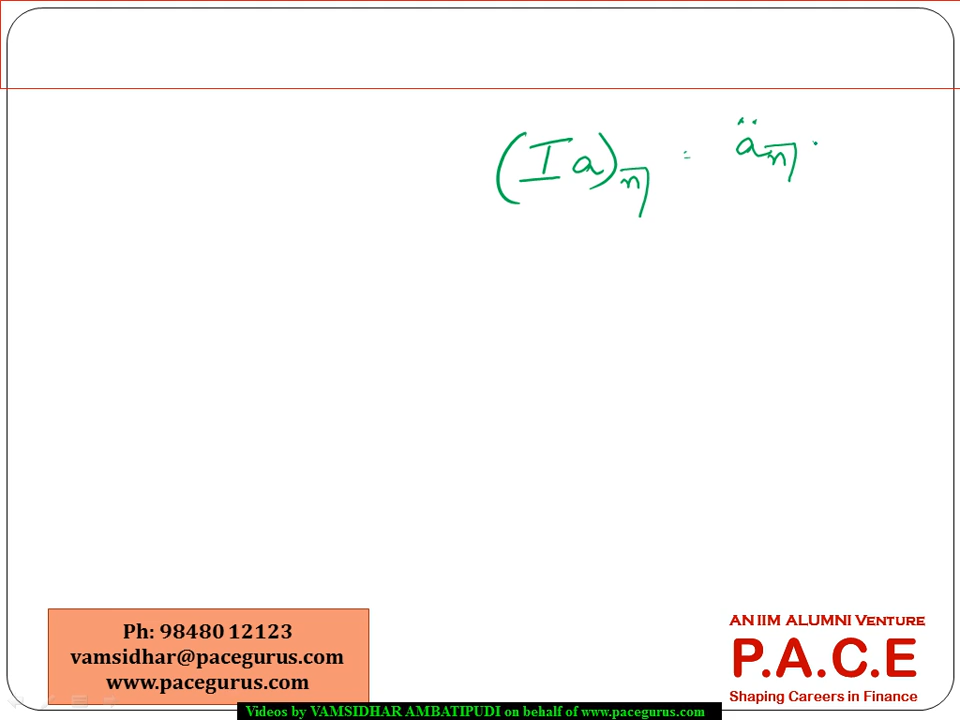 (Ia)n̅| = än̅|
Ph: 98480 12123
vamsidhar@pacegurus.com
www.pacegurus.com
AN IIM ALUMNI VENTURE
P.A.C.E
Shaping Careers in Finance
Videos by VAMSIDHAR AMBATIPUDI on behalf of www.pacegurus.com